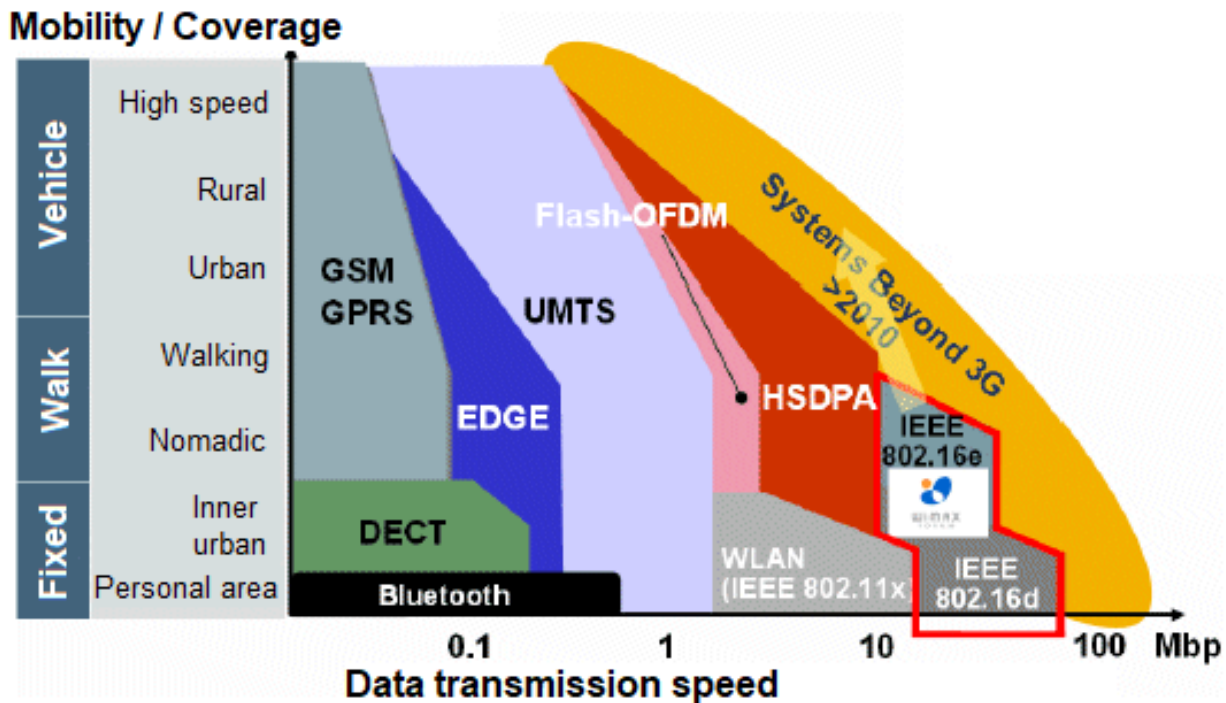 Mobility / Coverage
Vehicle
High speed
Rural
Urban
Walk
Walking
Nomadic
Fixed
Inner
urban
Personal area
GSM
GPRS
EDGE
UMTS
Flash-OFDM
HSDPA
Systems Beyond 3G
>2010
IEEE
802.16e
DECT
Bluetooth
WLAN
(IEEE 802.11x)
IEEE
802.16d
0.1
1
10
100
Mbp
Data transmission speed